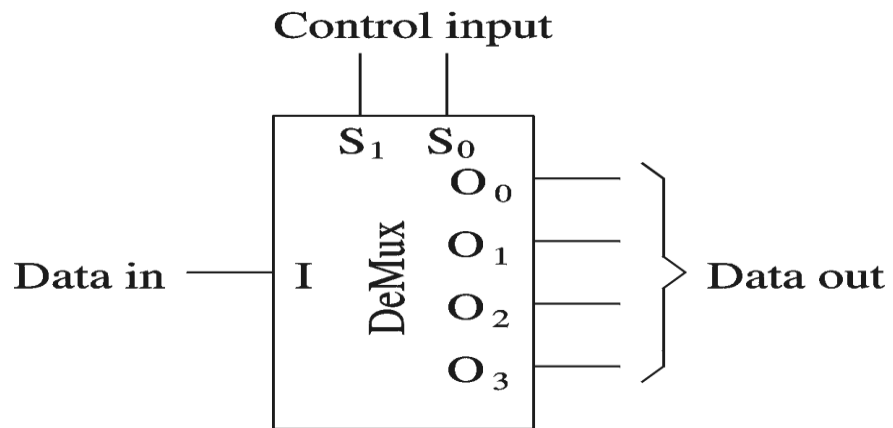 Control input
S1 S0
O0
O1
Data in I DeMux Data out
O2
O3